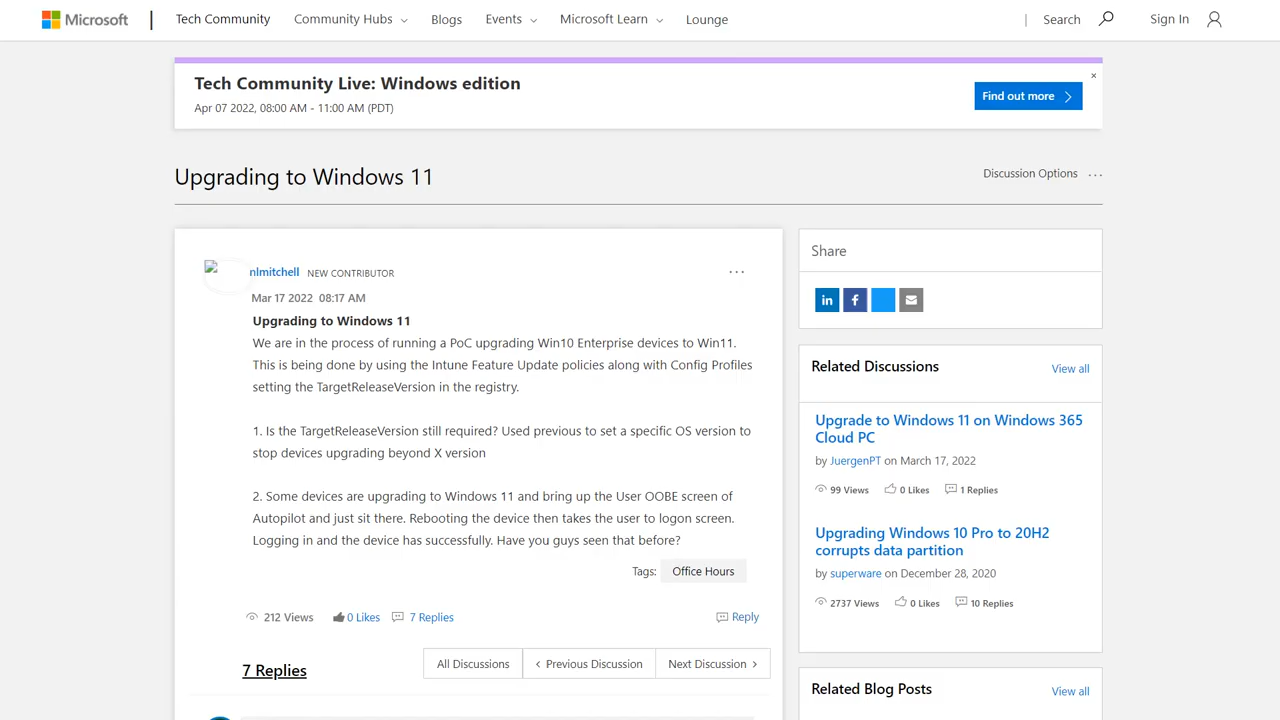 Microsoft
Tech Community
Community Hubs
Blogs
Events
Microsoft Learn
Lounge
Search
Sign In
Tech Community Live: Windows edition
Apr 07 2022, 08:00 AM - 11:00 AM (PDT)
Find out more
Upgrading to Windows 11
Discussion Options
nlmitchell NEW CONTRIBUTOR
Mar 17 2022 08:17 AM
Upgrading to Windows 11
We are in the process of running a PoC upgrading Win10 Enterprise devices to Win11.
This is being done by using the Intune Feature Update policies along with Config Profiles
setting the TargetReleaseVersion in the registry.
1. Is the TargetReleaseVersion still required? Used previous to set a specific OS version to
stop devices upgrading beyond X version
2. Some devices are upgrading to Windows 11 and bring up the User OOBE screen of
Autopilot and just sit there. Rebooting the device then takes the user to logon screen.
Logging in and the device has successfully. Have you guys seen that before?
Tags: Office Hours
212 Views
0 Likes
7 Replies
Reply
7 Replies
All Discussions
Previous Discussion
Next Discussion
Share
Related Discussions
View all
Upgrade to Windows 11 on Windows 365
Cloud PC
by JuergenPT on March 17, 2022
99 Views
0 Likes
1 Replies
Upgrading Windows 10 Pro to 20H2
corrupts data partition
by superware on December 28, 2020
2737 Views
0 Likes
10 Replies
Related Blog Posts
View all